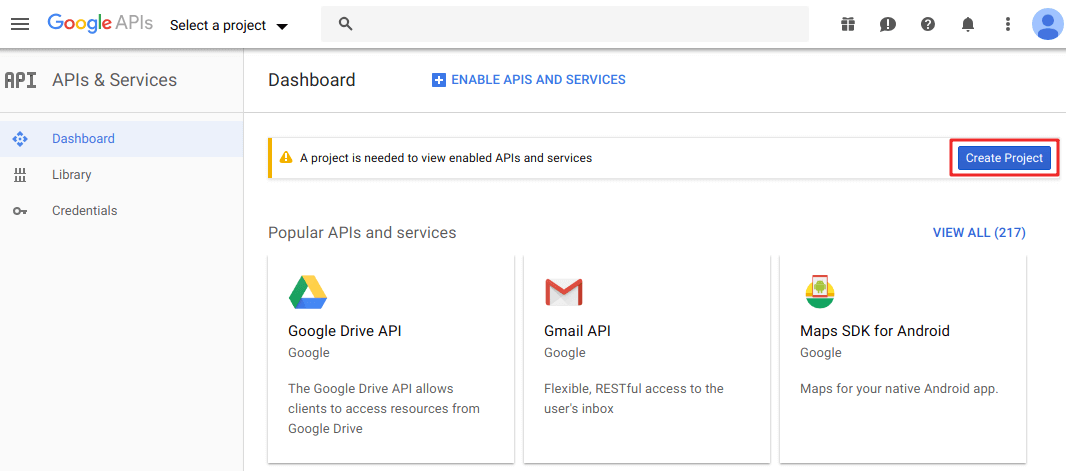 Google APIs
Select a project
API APIs & Services
Dashboard
ENABLE APIS AND SERVICES
Dashboard
Library
Credentials
A project is needed to view enabled APIs and services
Create Project
Popular APIs and services
VIEW ALL (217)
Google Drive API
Google
The Google Drive API allows
clients to access resources from
Google Drive
Gmail API
Google
Flexible, RESTful access to the
user's inbox
Maps SDK for Android
Google
Maps for your native Android app.